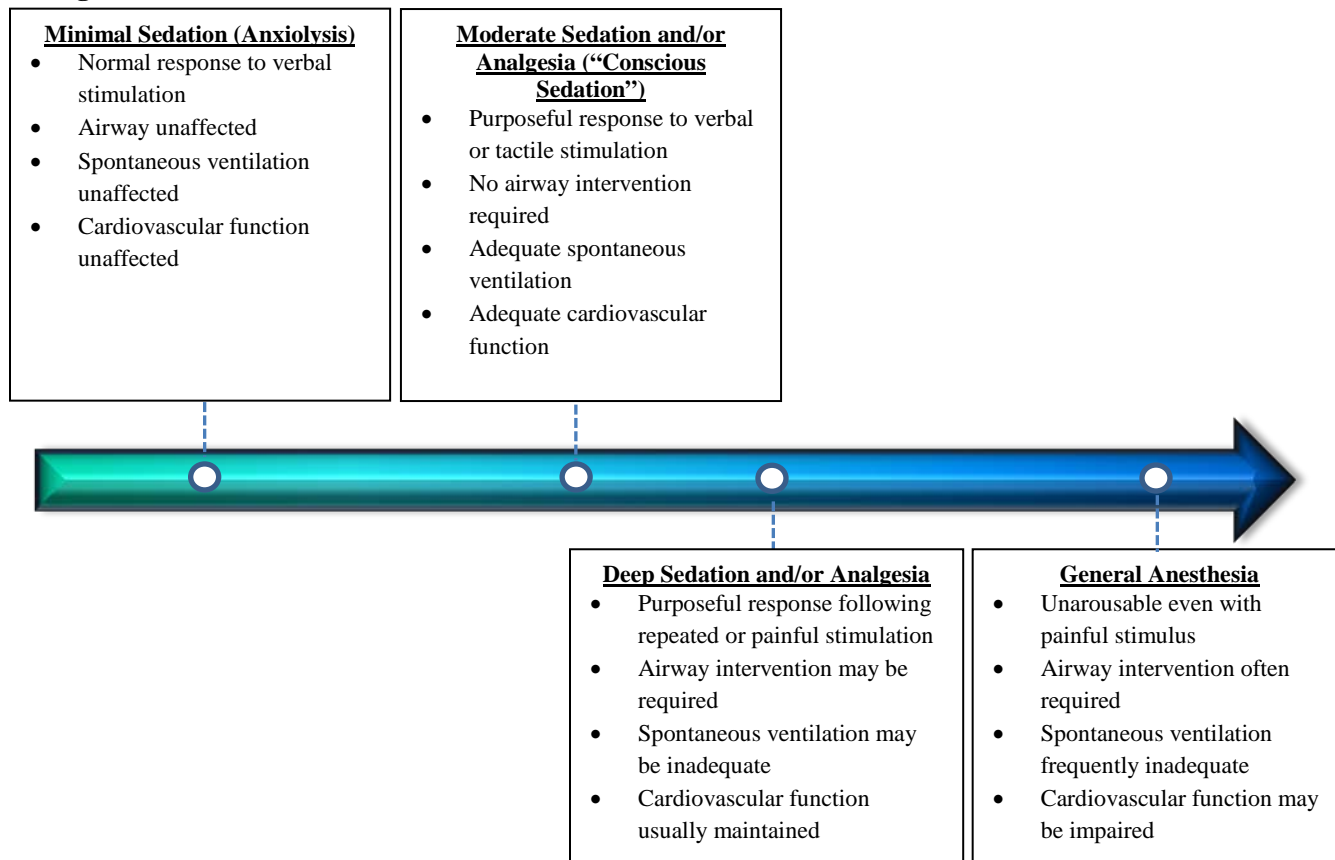 Minimal Sedation (Anxiolysis)
• Normal response to verbal
stimulation
• Airway unaffected
• Spontaneous ventilation
unaffected
• Cardiovascular function
unaffected
Moderate Sedation and/or
Analgesia (“Conscious
Sedation”)
• Purposeful response to verbal
or tactile stimulation
• No airway intervention
required
• Adequate spontaneous
ventilation
• Adequate cardiovascular
function
Deep Sedation and/or Analgesia
• Purposeful response following
repeated or painful stimulation
• Airway intervention may be
required
• Spontaneous ventilation may
be inadequate
• Cardiovascular function
usually maintained
General Anesthesia
• Unarousable even with
painful stimulus
• Airway intervention often
required
• Spontaneous ventilation
frequently inadequate
• Cardiovascular function may
be impaired